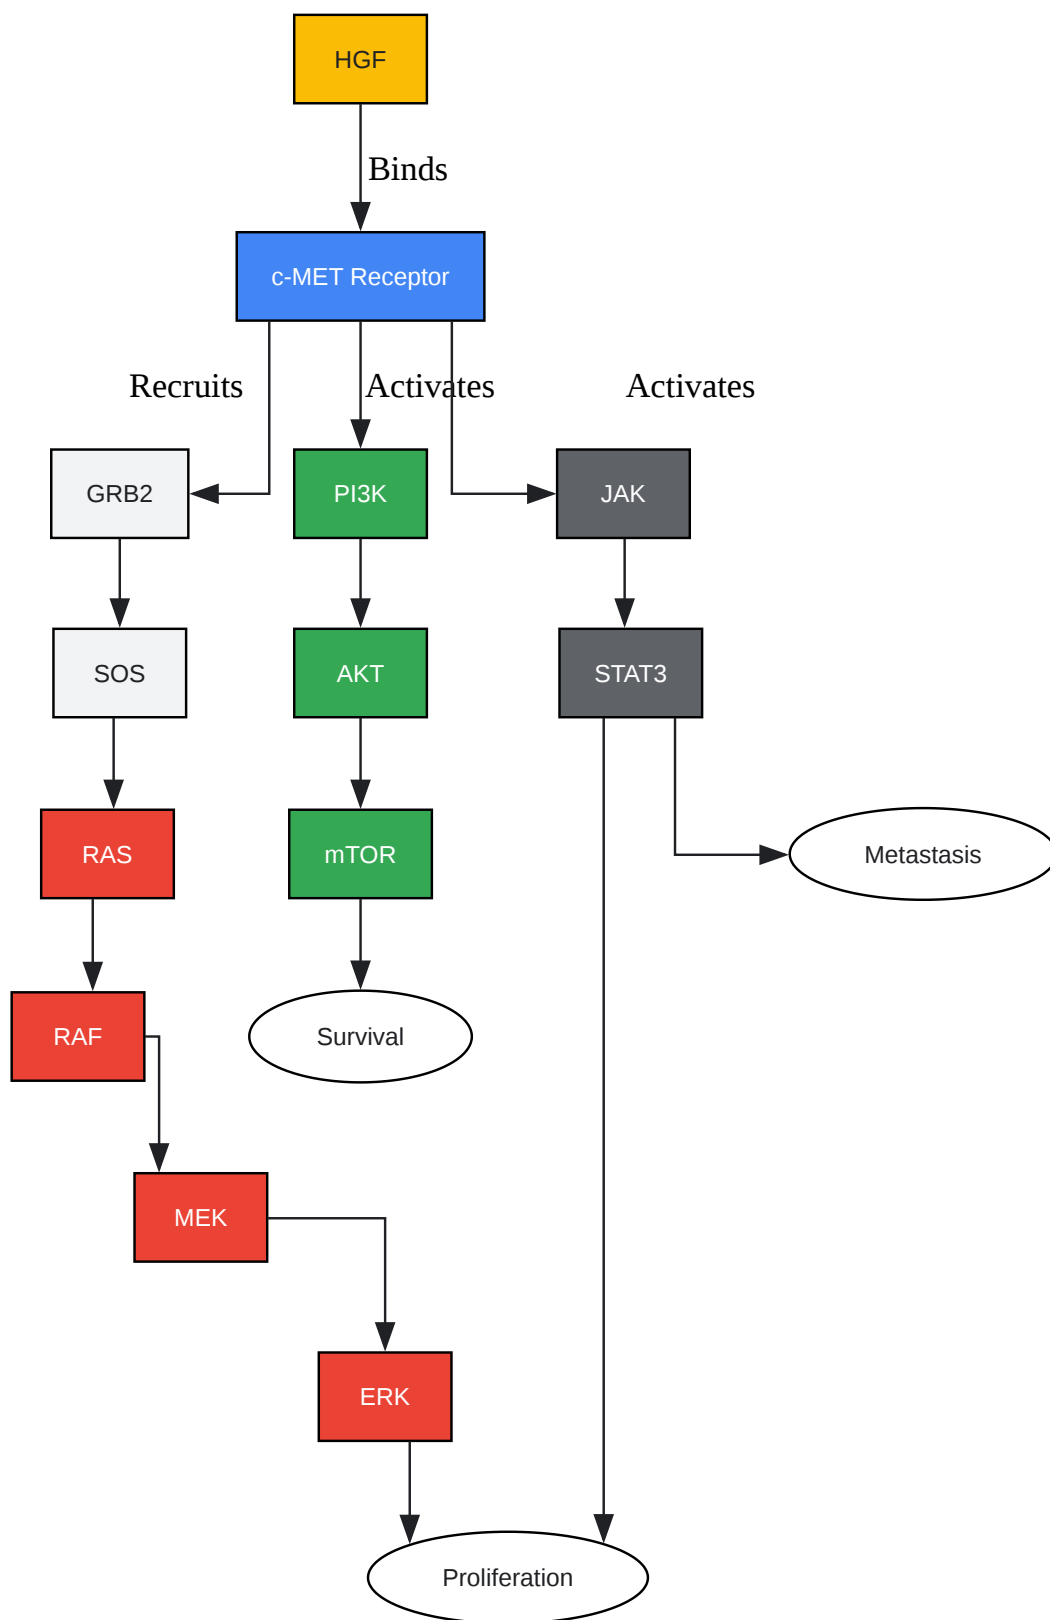 HGF
Binds
c-MET Receptor
Recruits
Activates
Activates
GRB2
PI3K
JAK
SOS
AKT
STAT3
RAS
mTOR
Metastasis
RAF
Survival
MEK
ERK
Proliferation